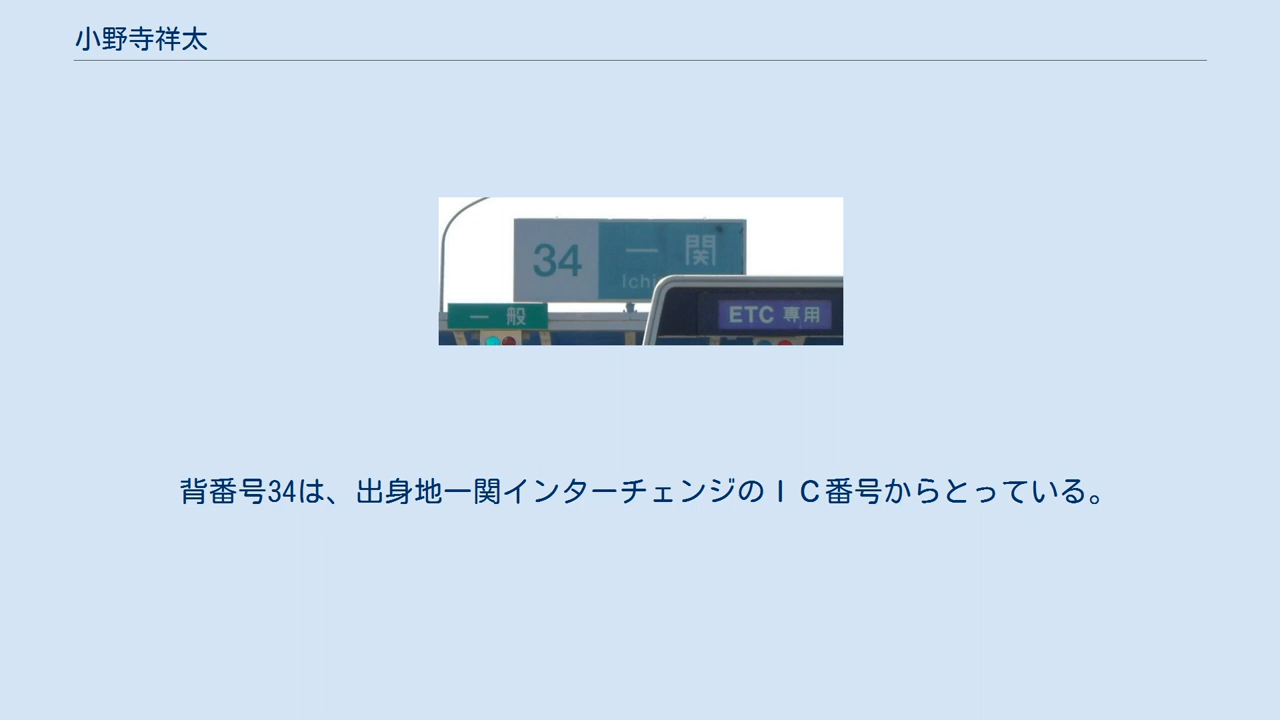 小野寺祥太
34 一関
Ichi
一般
ETC 専用
背番号34は、出身地一関インターチェンジのＩＣ番号からとっている。